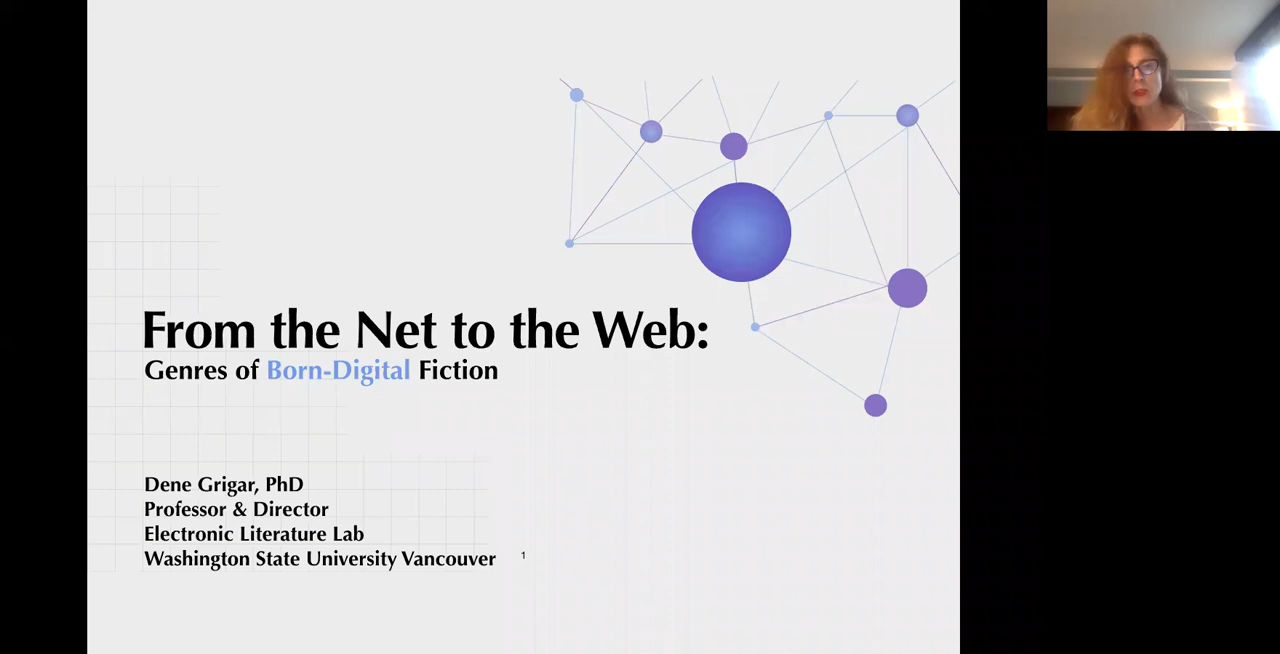 From the Net to the Web:
Genres of Born-Digital Fiction
Dene Grigar, PhD
Professor & Director
Electronic Literature Lab
Washington State University Vancouver
1